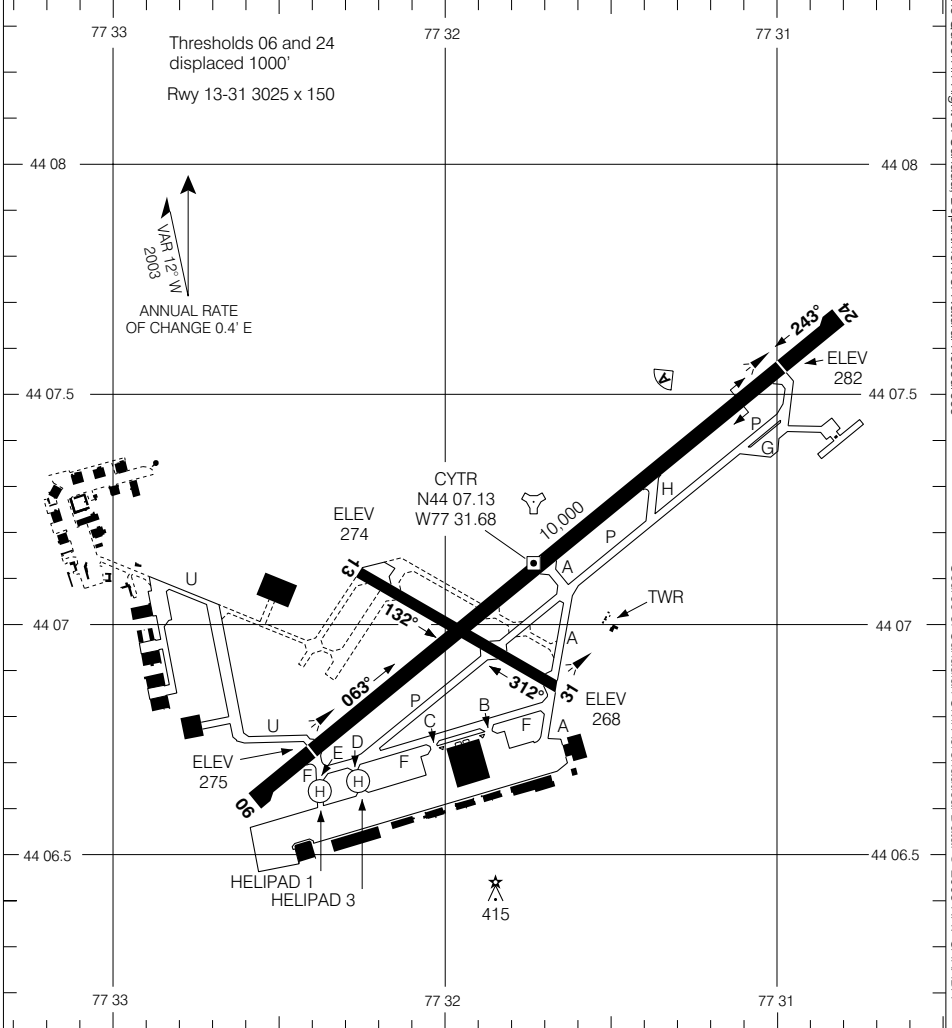 77 33
77 32
77 31
Thresholds 06 and 24
displaced 1000'
Rwy 13-31 3025 x 150
44 08
44 08
VAR 12° W
2003
ANNUAL RATE
OF CHANGE 0.4' E
243°
24
ELEV
282
A
44 07.5
44 07.5
P
G
CYTR
N44 07.13
W77 31.68
H
ELEV
274
10,000
P
13
A
U
TWR
132°
44 07
44 07
A
063°
312°
31
P
ELEV
268
B
C
U
F
A
D
E
ELEV
275
F
F
H
H
06
44 06.5
44 06.5
HELIPAD 1
HELIPAD 3
415
77 33
77 32
77 31